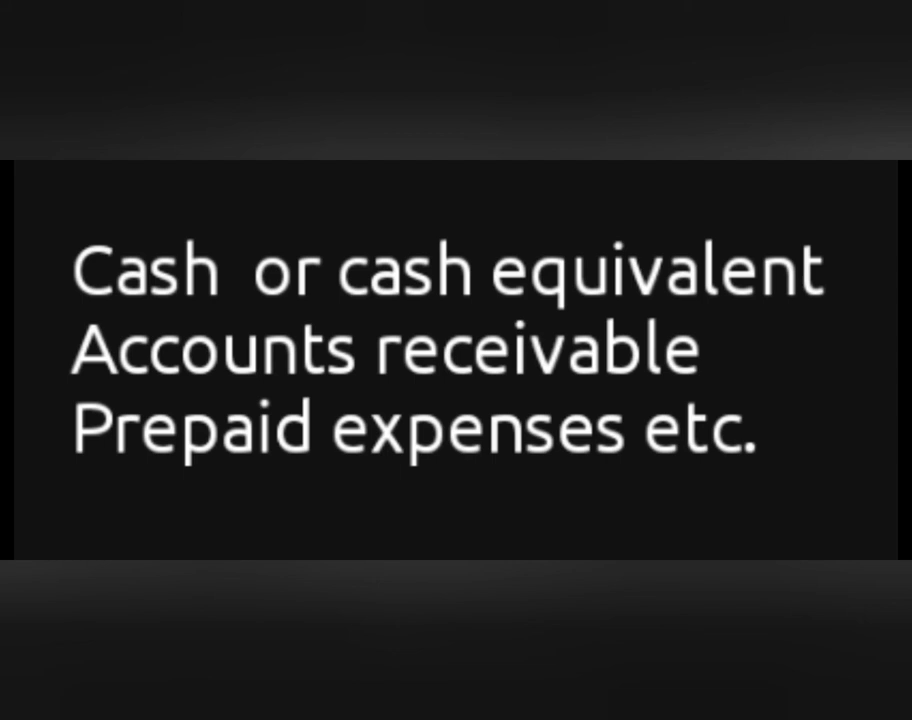 Cash or cash equivalent
Accounts receivable
Prepaid expenses etc.